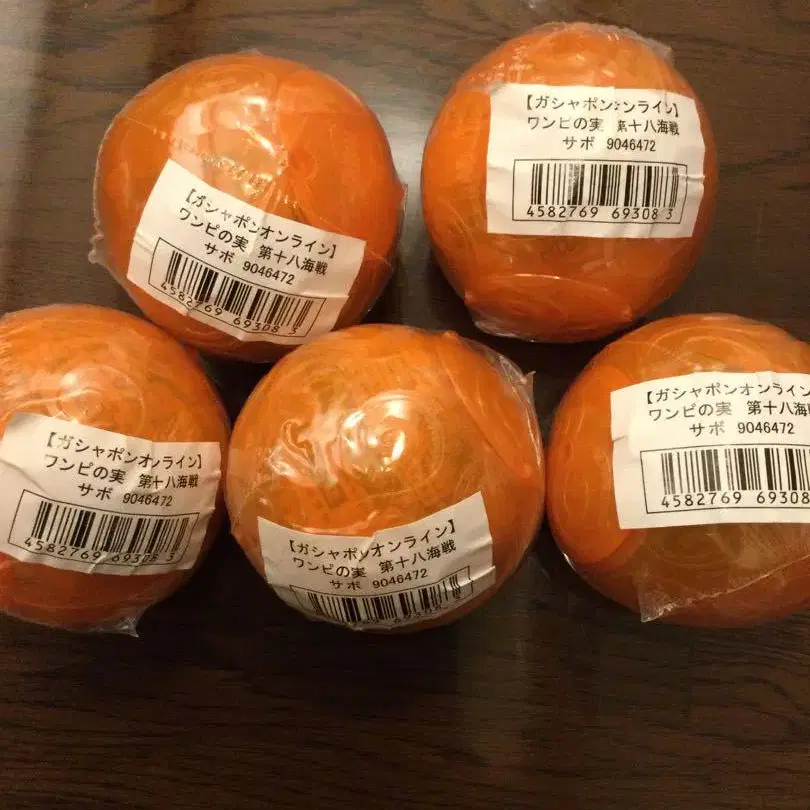 【ガシャポンオンライン】
ワンピの実 第十八海戦
サボ 9046472
4582769 693083
【ガシャポンオンライン】
ワンピの実 第十八海戦
サボ 9046472
4582769 693083
【ガシャポンオンライン】
ワンピの実 第十八海戦
サボ 9046472
4582769 693083
【ガシャポンオンライン】
ワンピの実 第十八海戦
サボ 9046472
693083
【ガシャポンオンライン
ワンピの実 第十八海
サボ 9046472
4582769 69308